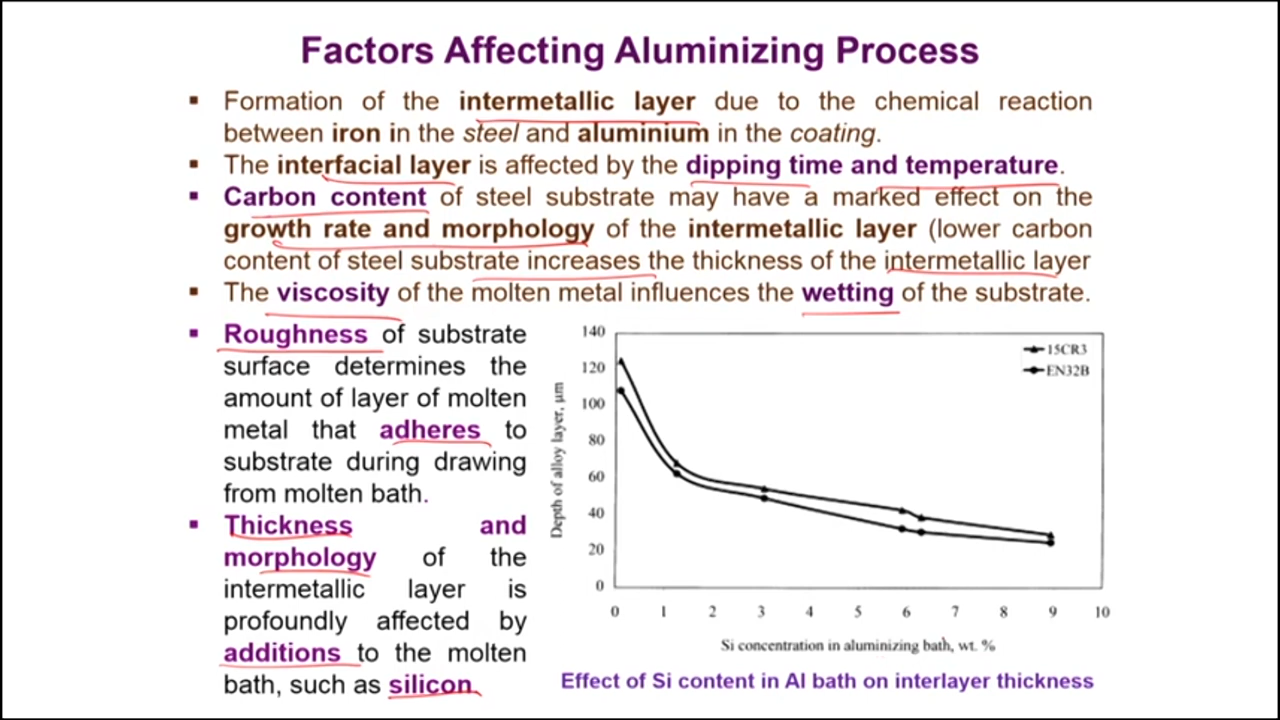 Factors Affecting Aluminizing Process
▪ Formation of the intermetallic layer due to the chemical reaction
between iron in the steel and aluminium in the coating.
▪ The interfacial layer is affected by the dipping time and temperature.
▪ Carbon content of steel substrate may have a marked effect on the
growth rate and morphology of the intermetallic layer (lower carbon
content of steel substrate increases the thickness of the intermetallic layer
▪ The viscosity of the molten metal influences the wetting of the substrate.
▪ Roughness of substrate
surface determines the
amount of layer of molten
metal that adheres to
substrate during drawing
from molten bath.
▪ Thickness and
morphology of the
intermetallic layer is
profoundly affected by
additions to the molten
bath, such as silicon.
Depth of alloy layer, μm
140
120
100
80
60
40
20
0
15CR3
EN32B
0 1 2 3 4 5 6 7 8 9 10
Si concentration in aluminizing bath, wt. %
Effect of Si content in Al bath on interlayer thickness